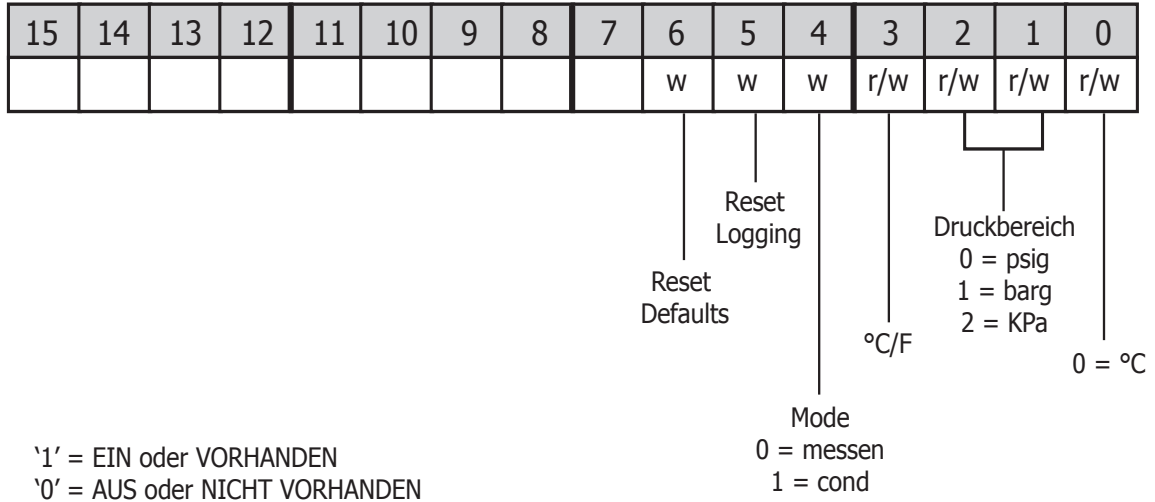 15 14 13 12 11 10 9 8 7 6 5 4 3 2 1 0
w w w r/w r/w r/w r/w
Reset
Logging
Reset
Defaults
Druckbereich
0 = psig
1 = barg
2 = KPa
°C/F
0 = °C
Mode
0 = messen
1 = cond
‘1’ = EIN oder VORHANDEN
‘0’ = AUS oder NICHT VORHANDEN